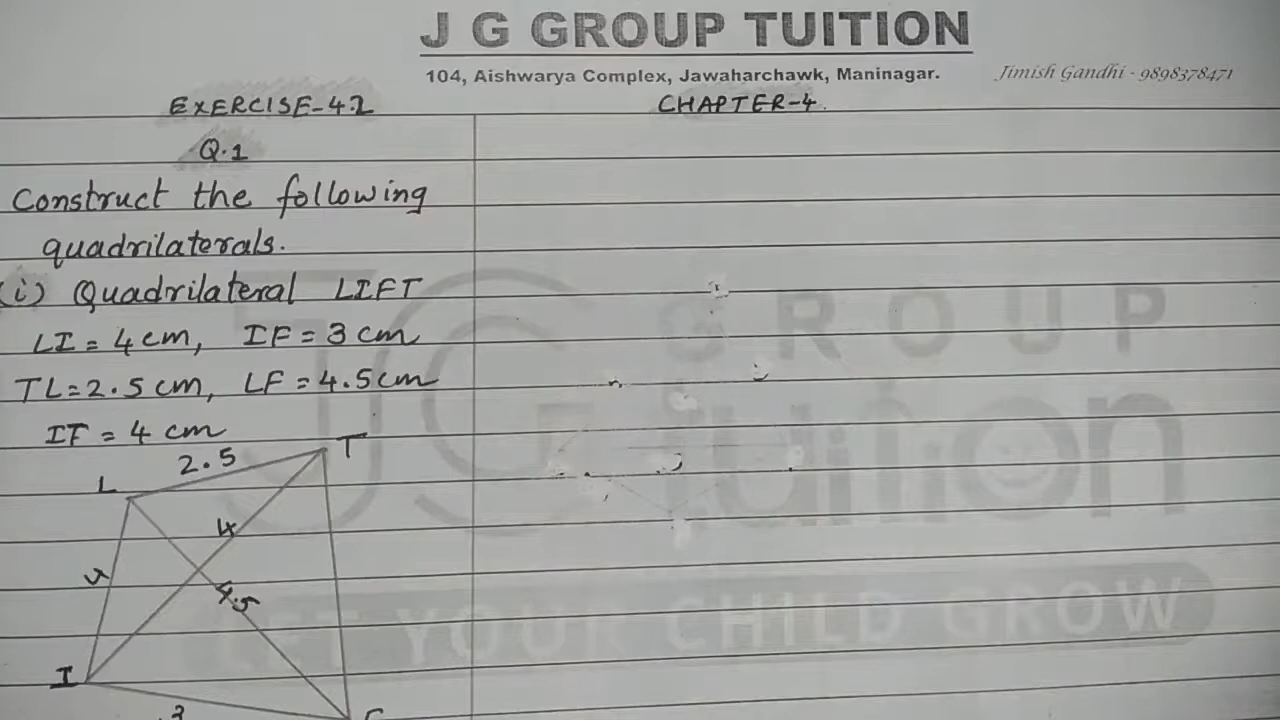 J G GROUP TUITION
104, Aishwarya Complex, Jawaharchawk, Maninagar.
Jimish Gandhi - 9898378471
EXERCISE-4.2
CHAPTER-4.
Q.1
Construct the following
quadrilaterals.
(i) Quadrilateral LIFT
LI = 4 cm, IF = 3 cm
TL = 2.5 cm, LF = 4.5 cm
IT = 4 cm
T
2.5
L
4
4
4.5
I
3
F
JG GROUP
tuition
LET YOUR CHILD GROW